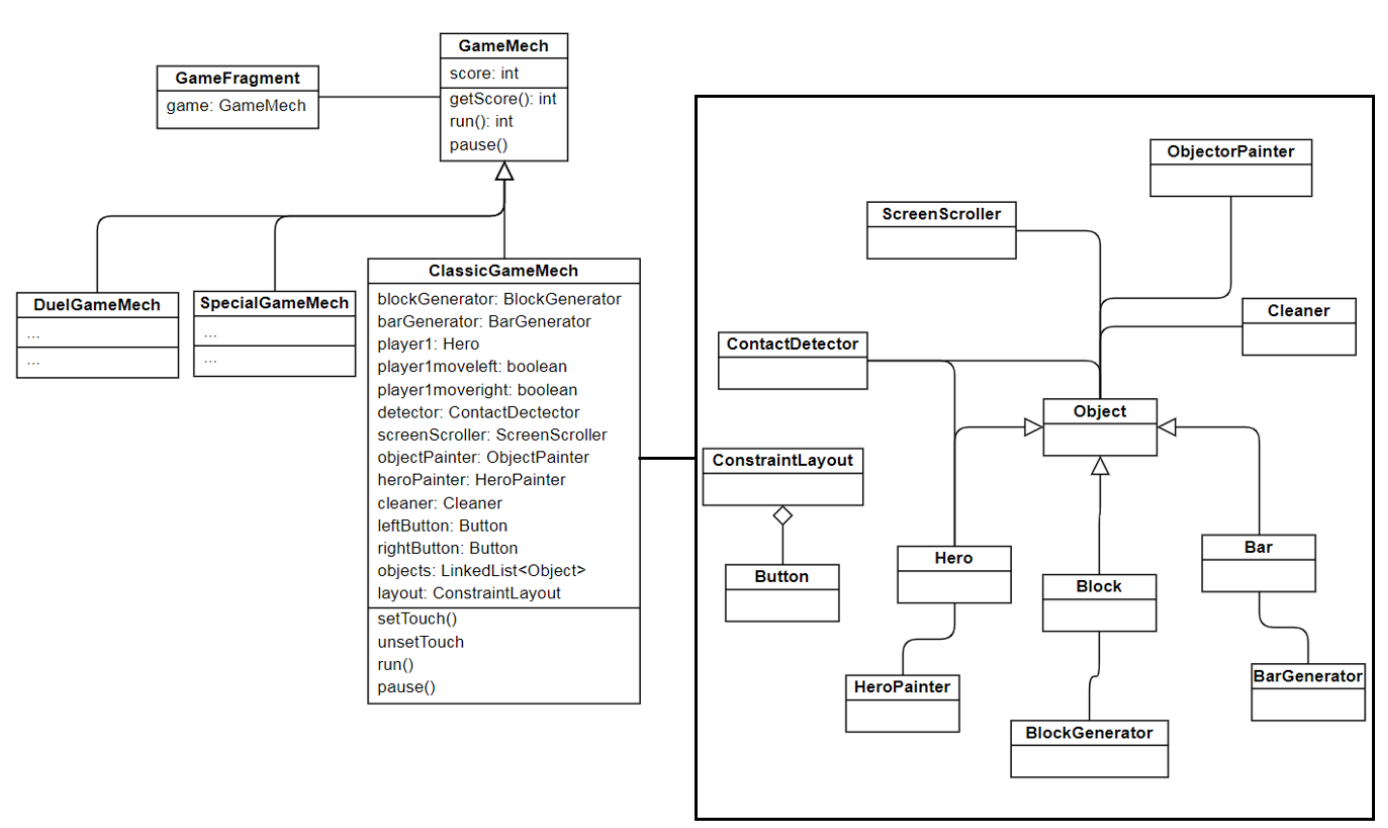 GameMech
score: int
getScore(): int
run(): int
pause()
GameFragment
game: GameMech
DuelGameMech
...
...
SpecialGameMech
...
...
ClassicGameMech
blockGenerator: BlockGenerator
barGenerator: BarGenerator
player1: Hero
player1moveleft: boolean
player1moveright: boolean
detector: ContactDectector
screenScroller: ScreenScroller
objectPainter: ObjectPainter
heroPainter: HeroPainter
cleaner: Cleaner
leftButton: Button
rightButton: Button
objects: LinkedList<Object>
layout: ConstraintLayout
setTouch()
unsetTouch
run()
pause()
ObjectorPainter
ScreenScroller
Cleaner
ContactDetector
Object
ConstraintLayout
Button
Hero
Block
Bar
HeroPainter
BlockGenerator
BarGenerator